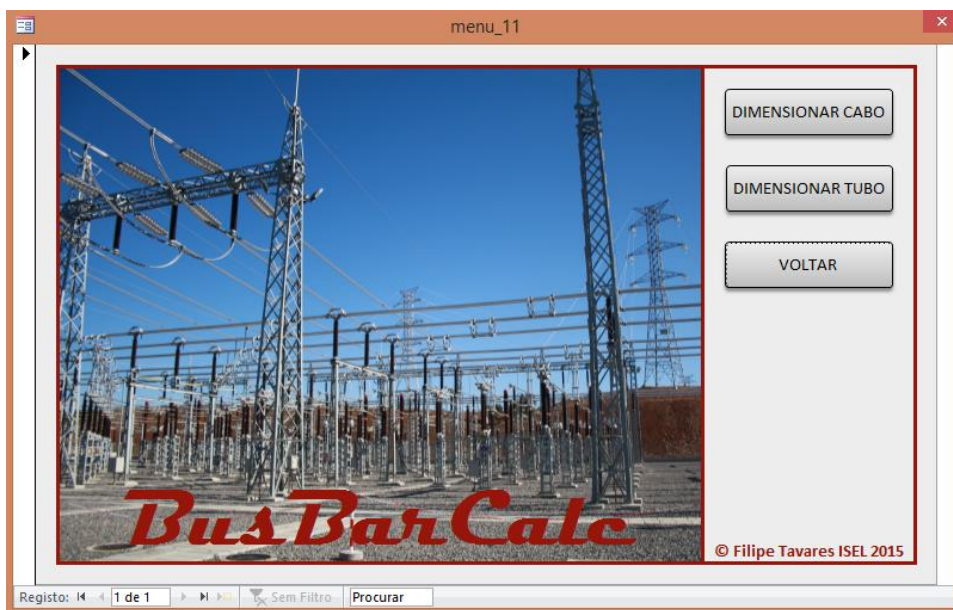 menu_11
DIMENSIONAR CABO
DIMENSIONAR TUBO
VOLTAR
BusBarCalc
© Filipe Tavares ISEL 2015
Registo: 1 de 1 Sem Filtro Procurar